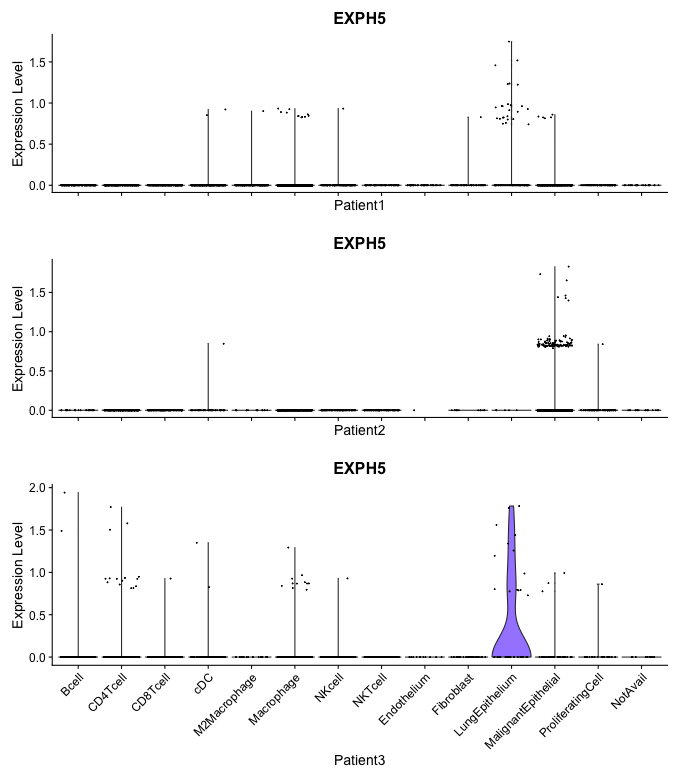 EXPH5
Expression Level
1.5
1.0
0.5
0.0
Patient1
EXPH5
Expression Level
1.5
1.0
0.5
0.0
Patient2
EXPH5
Expression Level
2.0
1.5
1.0
0.5
0.0
Bcell
CD4Tcell
CD8Tcell
cDC
M2Macrophage
Macrophage
NKcell
NKTcell
Endothelium
Fibroblast
LungEpithelium
MalignantEpithelial
ProliferatingCell
NotAvail
Patient3